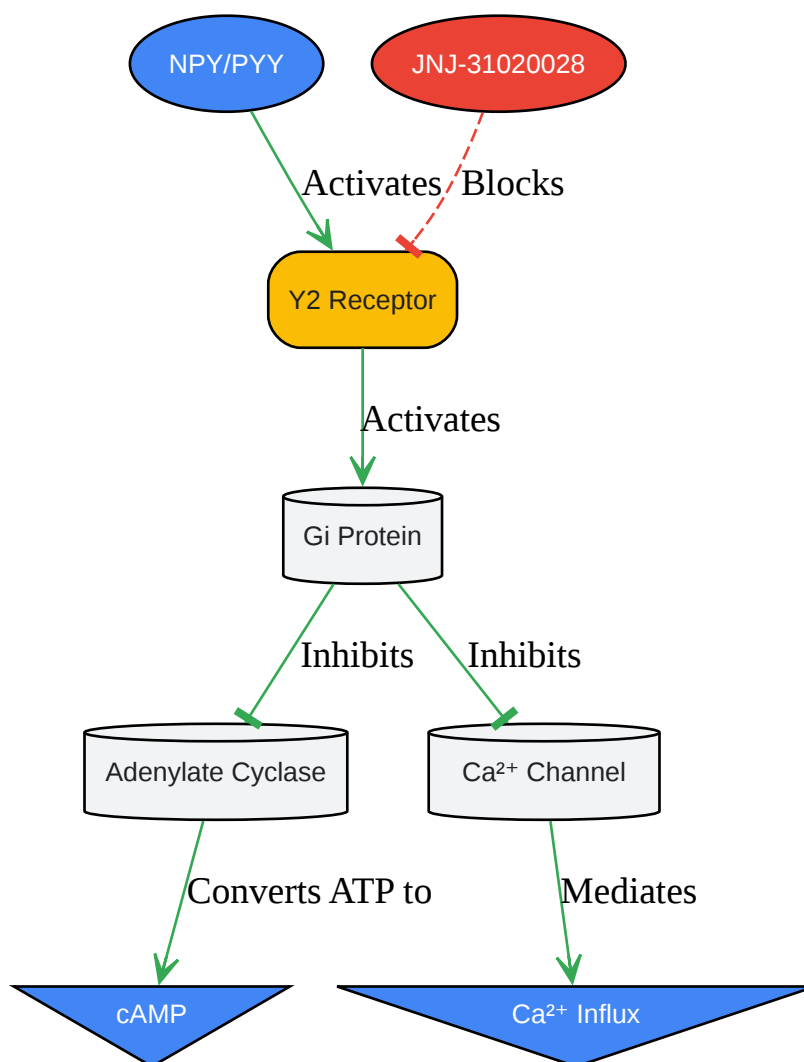 NPY/PYY
JNJ-31020028
Activates
Blocks
Y2 Receptor
Activates
Gi Protein
Inhibits
Inhibits
Adenylate Cyclase
Ca²⁺ Channel
Converts ATP to
Mediates
cAMP
Ca²⁺ Influx